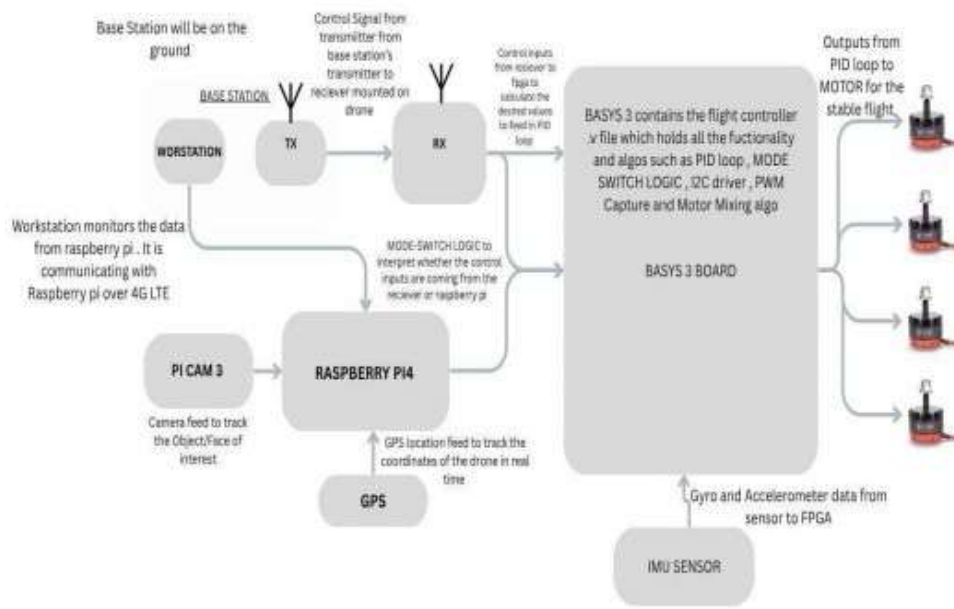 Base Station will be on the
ground
Control Signal from
transmitter from
base station's
transmitter to
reciever mounted on
drone
Control inputs
from reciever to
fpga to
calculate the
desired values
to feed in PID
loop
Outputs from
PID loop to
MOTOR for the
stable flight
BASE STATION
WORSTATION
TX
RX
BASYS 3 contains the flight controller
.v file which holds all the fuctionality
and algos such as PID loop , MODE
SWITCH LOGIC , I2C driver , PWM
Capture and Motor Mixing algo
BASYS 3 BOARD
Workstation monitors the data
from raspberry pi . It is
communicating with
Raspberry pi over 4G LTE
MODE-SWITCH LOGIC to
interpret whether the control
inputs are coming from the
reciever or raspberry pi
PI CAM 3
RASPBERRY PI4
Camera feed to track
the Object/Face of
interest
GPS location feed to track the
coordinates of the drone in real
time
GPS
Gyro and Accelerometer data from
sensor to FPGA
IMU SENSOR